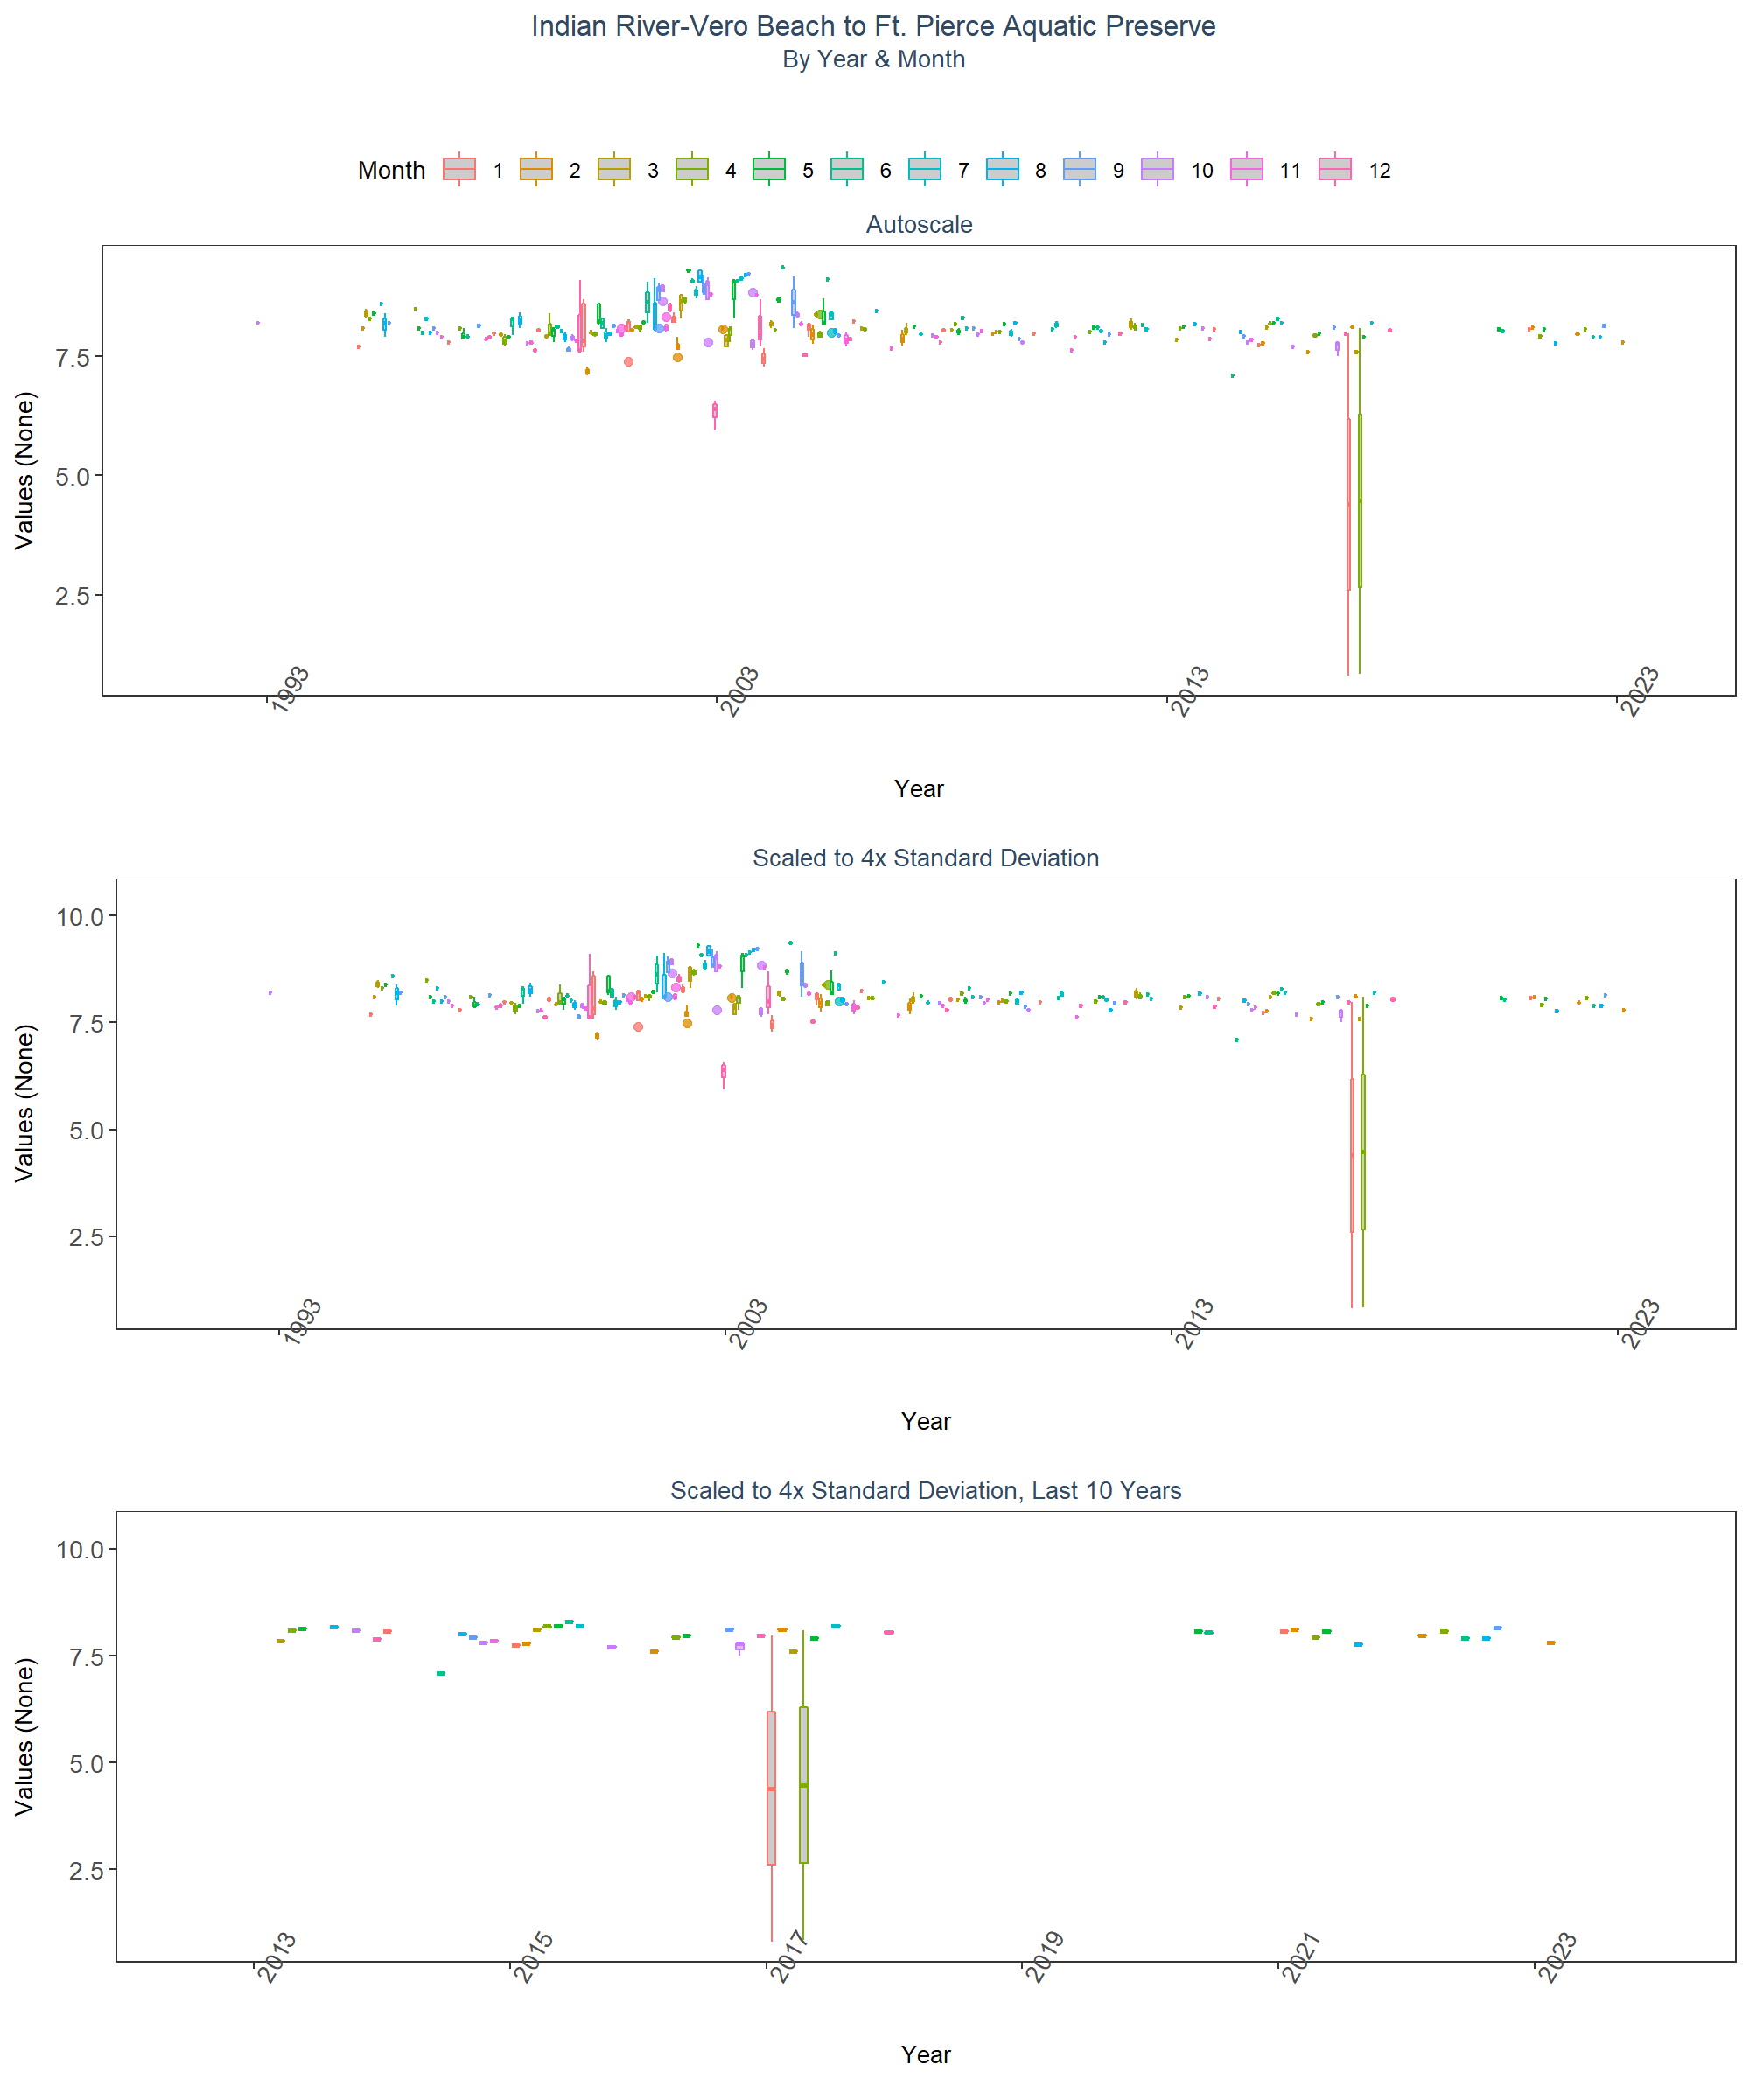 Indian River-Vero Beach to Ft. Pierce Aquatic Preserve
By Year & Month
Month 1 2 3 4 5 6 7 8 9 10 11 12
Autoscale
Values (None)
7.5
5.0
2.5
1993 2003 2013 2023
Year
Scaled to 4x Standard Deviation
Values (None)
10.0
7.5
5.0
2.5
1993 2003 2013 2023
Year
Scaled to 4x Standard Deviation, Last 10 Years
Values (None)
10.0
7.5
5.0
2.5
2013 2015 2017 2019 2021 2023
Year